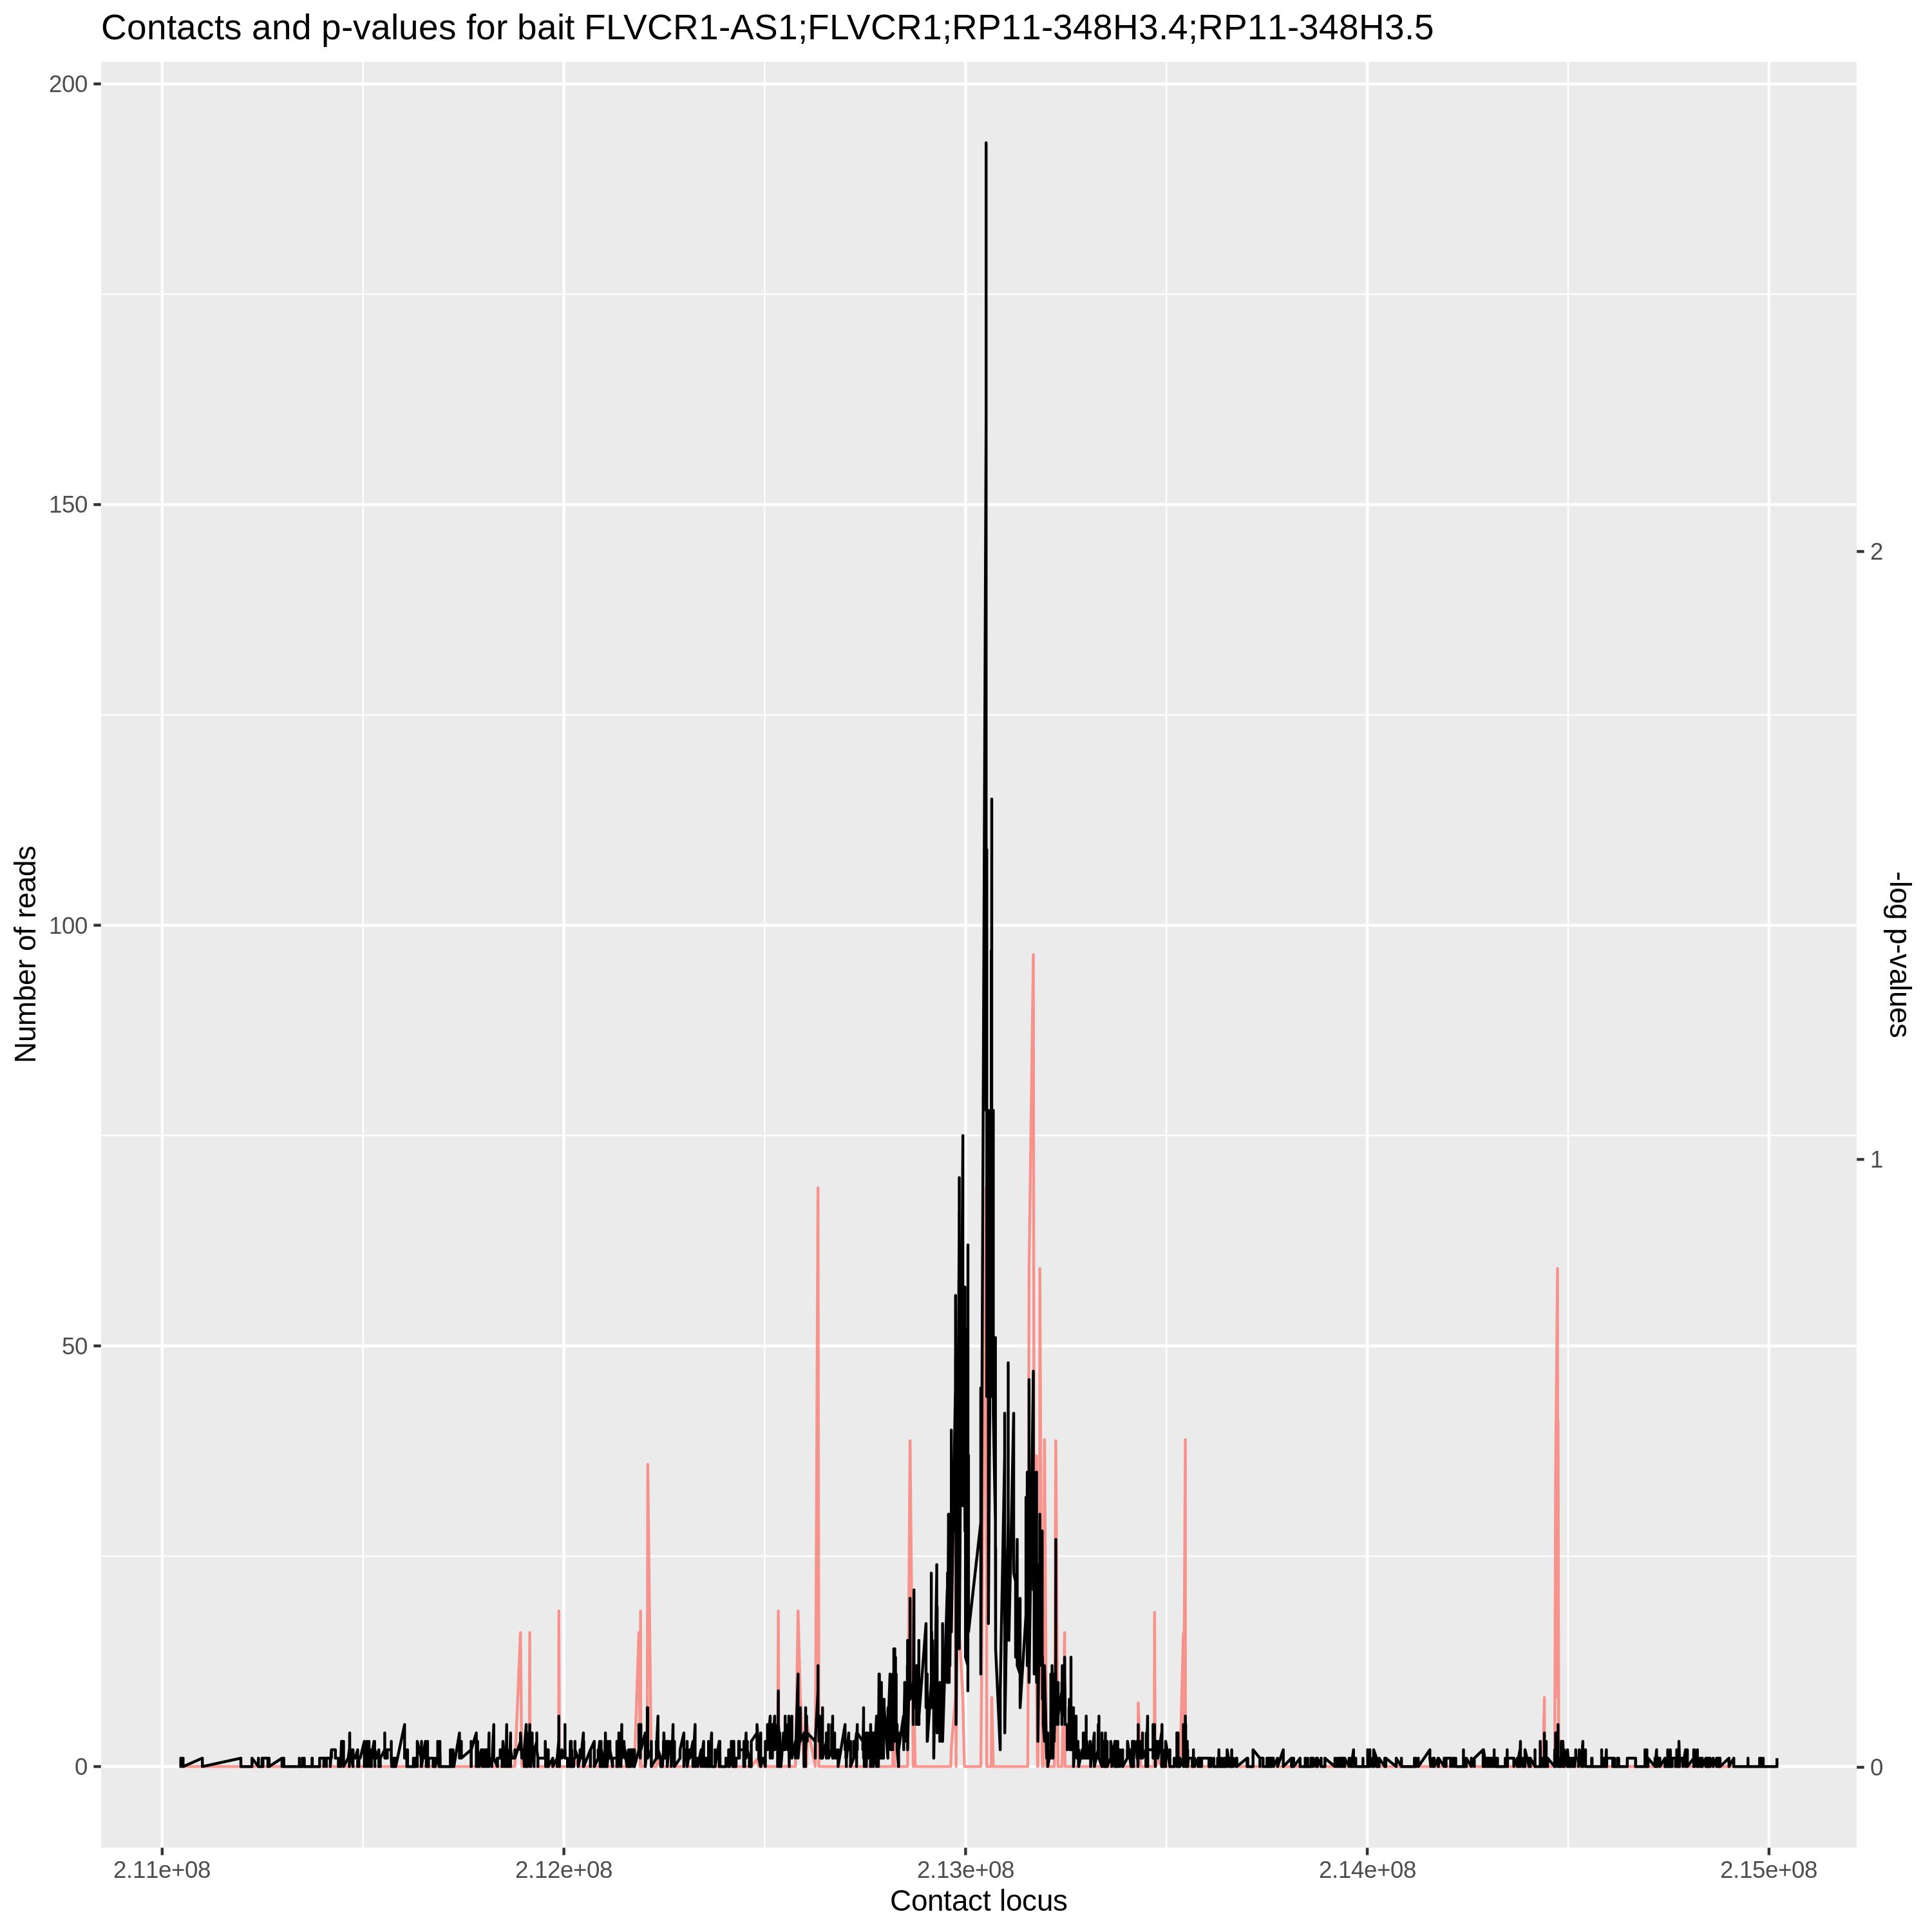 Contacts and p-values for bait FLVCR1-AS1;FLVCR1;RP11-348H3.4;RP11-348H3.5
200
150
100
50
0
Number of reads
2
1
0
-log p-values
2.11e+08
2.12e+08
2.13e+08
2.14e+08
2.15e+08
Contact locus